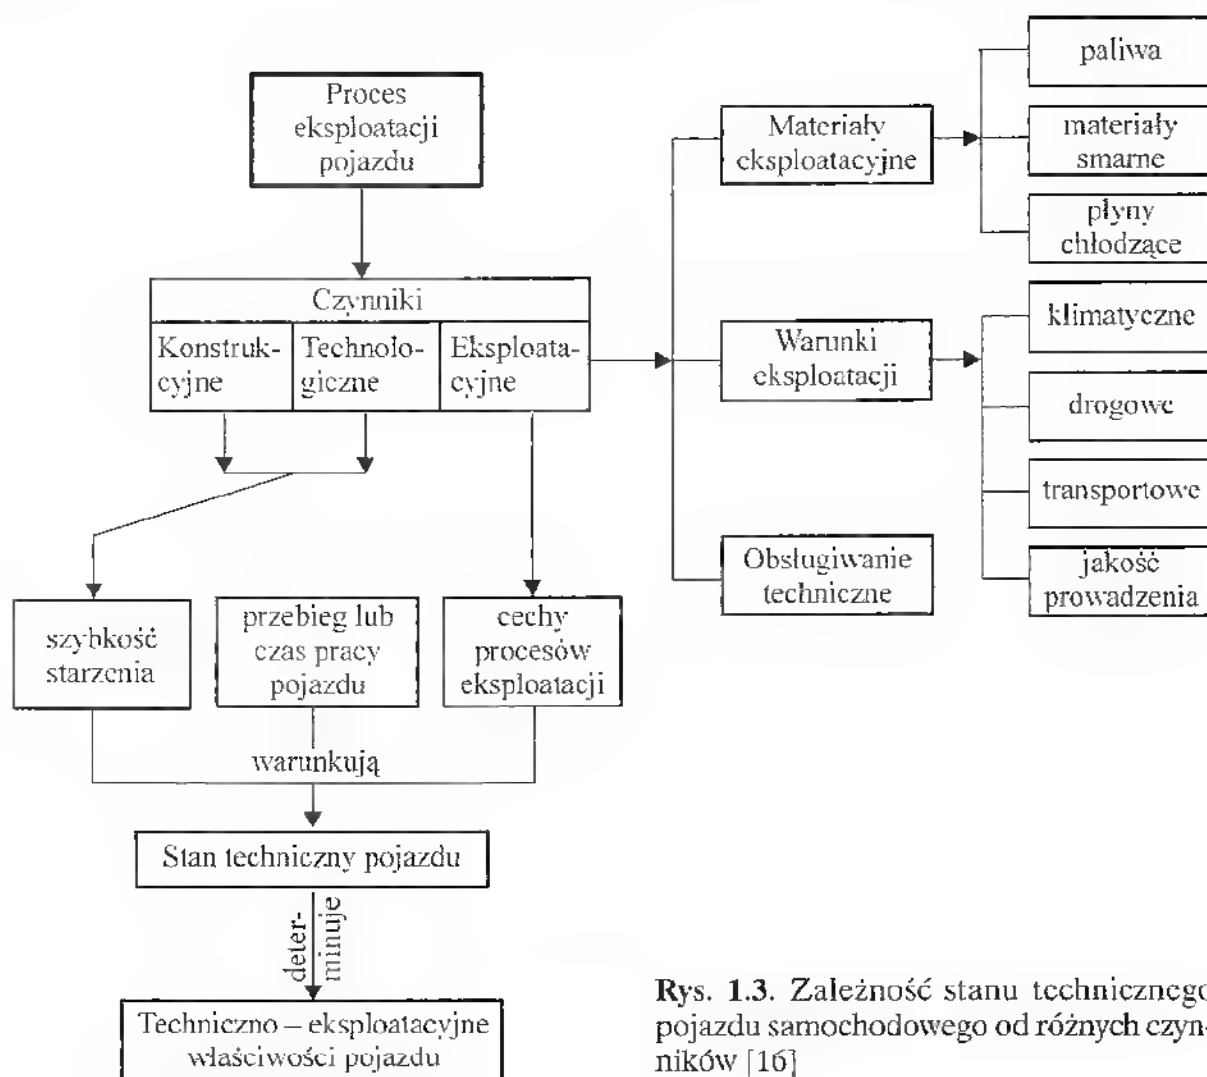 Proces
eksploatacji
pojazdu
Czynniki
Konstruk-
cyjne
Technolo-
giczne
Eksploata-
cyjne
szybkość
starzenia
przebieg lub
czas pracy
pojazdu
cechy
procesów
eksploatacji
warunkują
Stan techniczny pojazdu
deter-
minuje
Techniczno – eksploatacyjne
właściwości pojazdu
Materiały
eksploatacyjne
paliwa
materiały
smarne
płyny
chłodzące
Warunki
eksploatacji
klimatyczne
drogowe
transportowe
jakość
prowadzenia
Obsługiwanie
techniczne
Rys. 1.3. Zależność stanu technicznego
pojazdu samochodowego od różnych czyn-
ników [16]